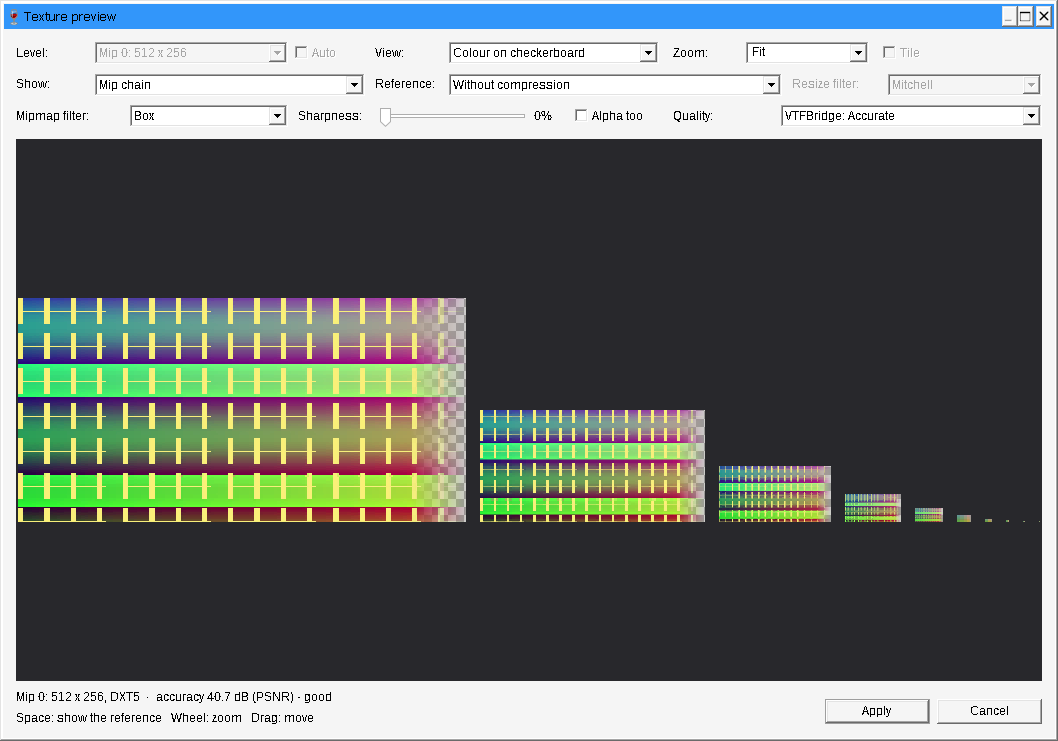 Texture preview
Level: Mip 0: 512 x 256 Auto View: Colour on checkerboard Zoom: Fit Tile
Show: Mip chain Reference: Without compression Resize filter: Mitchell
Mipmap filter: Box Sharpness: 0% Alpha too Quality: VTFBridge: Accurate
Mip 0: 512 x 256, DXT5 · accuracy 40.7 dB (PSNR) - good
Space: show the reference Wheel: zoom Drag: move
Apply Cancel